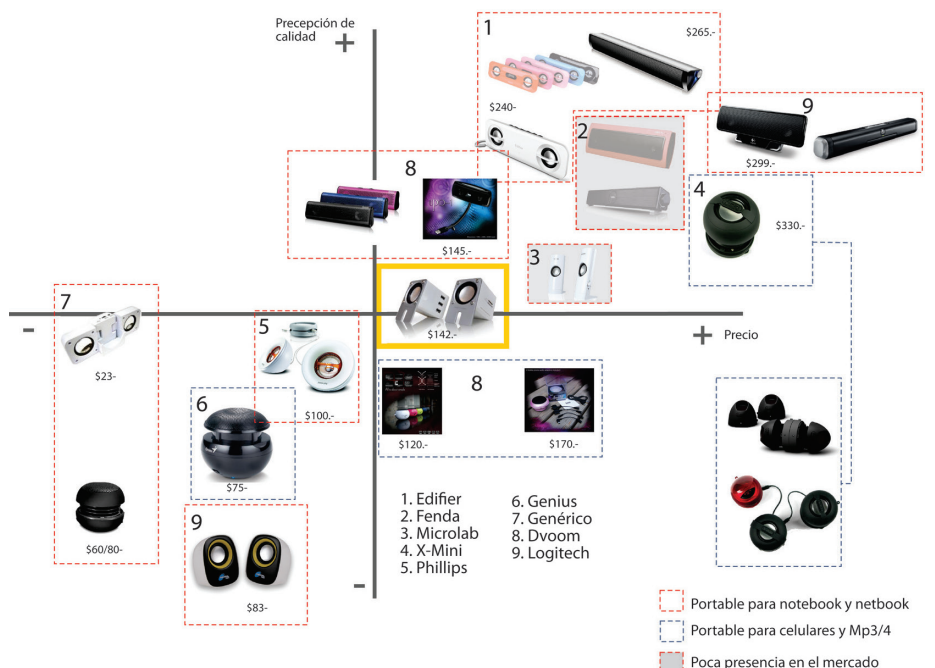 Precepción de
calidad
+
1
$265.-
$240-
9
$299.-
2
8
$145.-
4
$330.-
3
7
$23-
$60/80-
-
$142.-
+
Precio
5
$100.-
6
$75-
8
$120.-
$170.-
9
$83-
-
1. Edifier
2. Fenda
3. Microlab
4. X-Mini
5. Phillips
6. Genius
7. Genérico
8. Dvoom
9. Logitech
Portable para notebook y netbook
Portable para celulares y Mp3/4
Poca presencia en el mercado